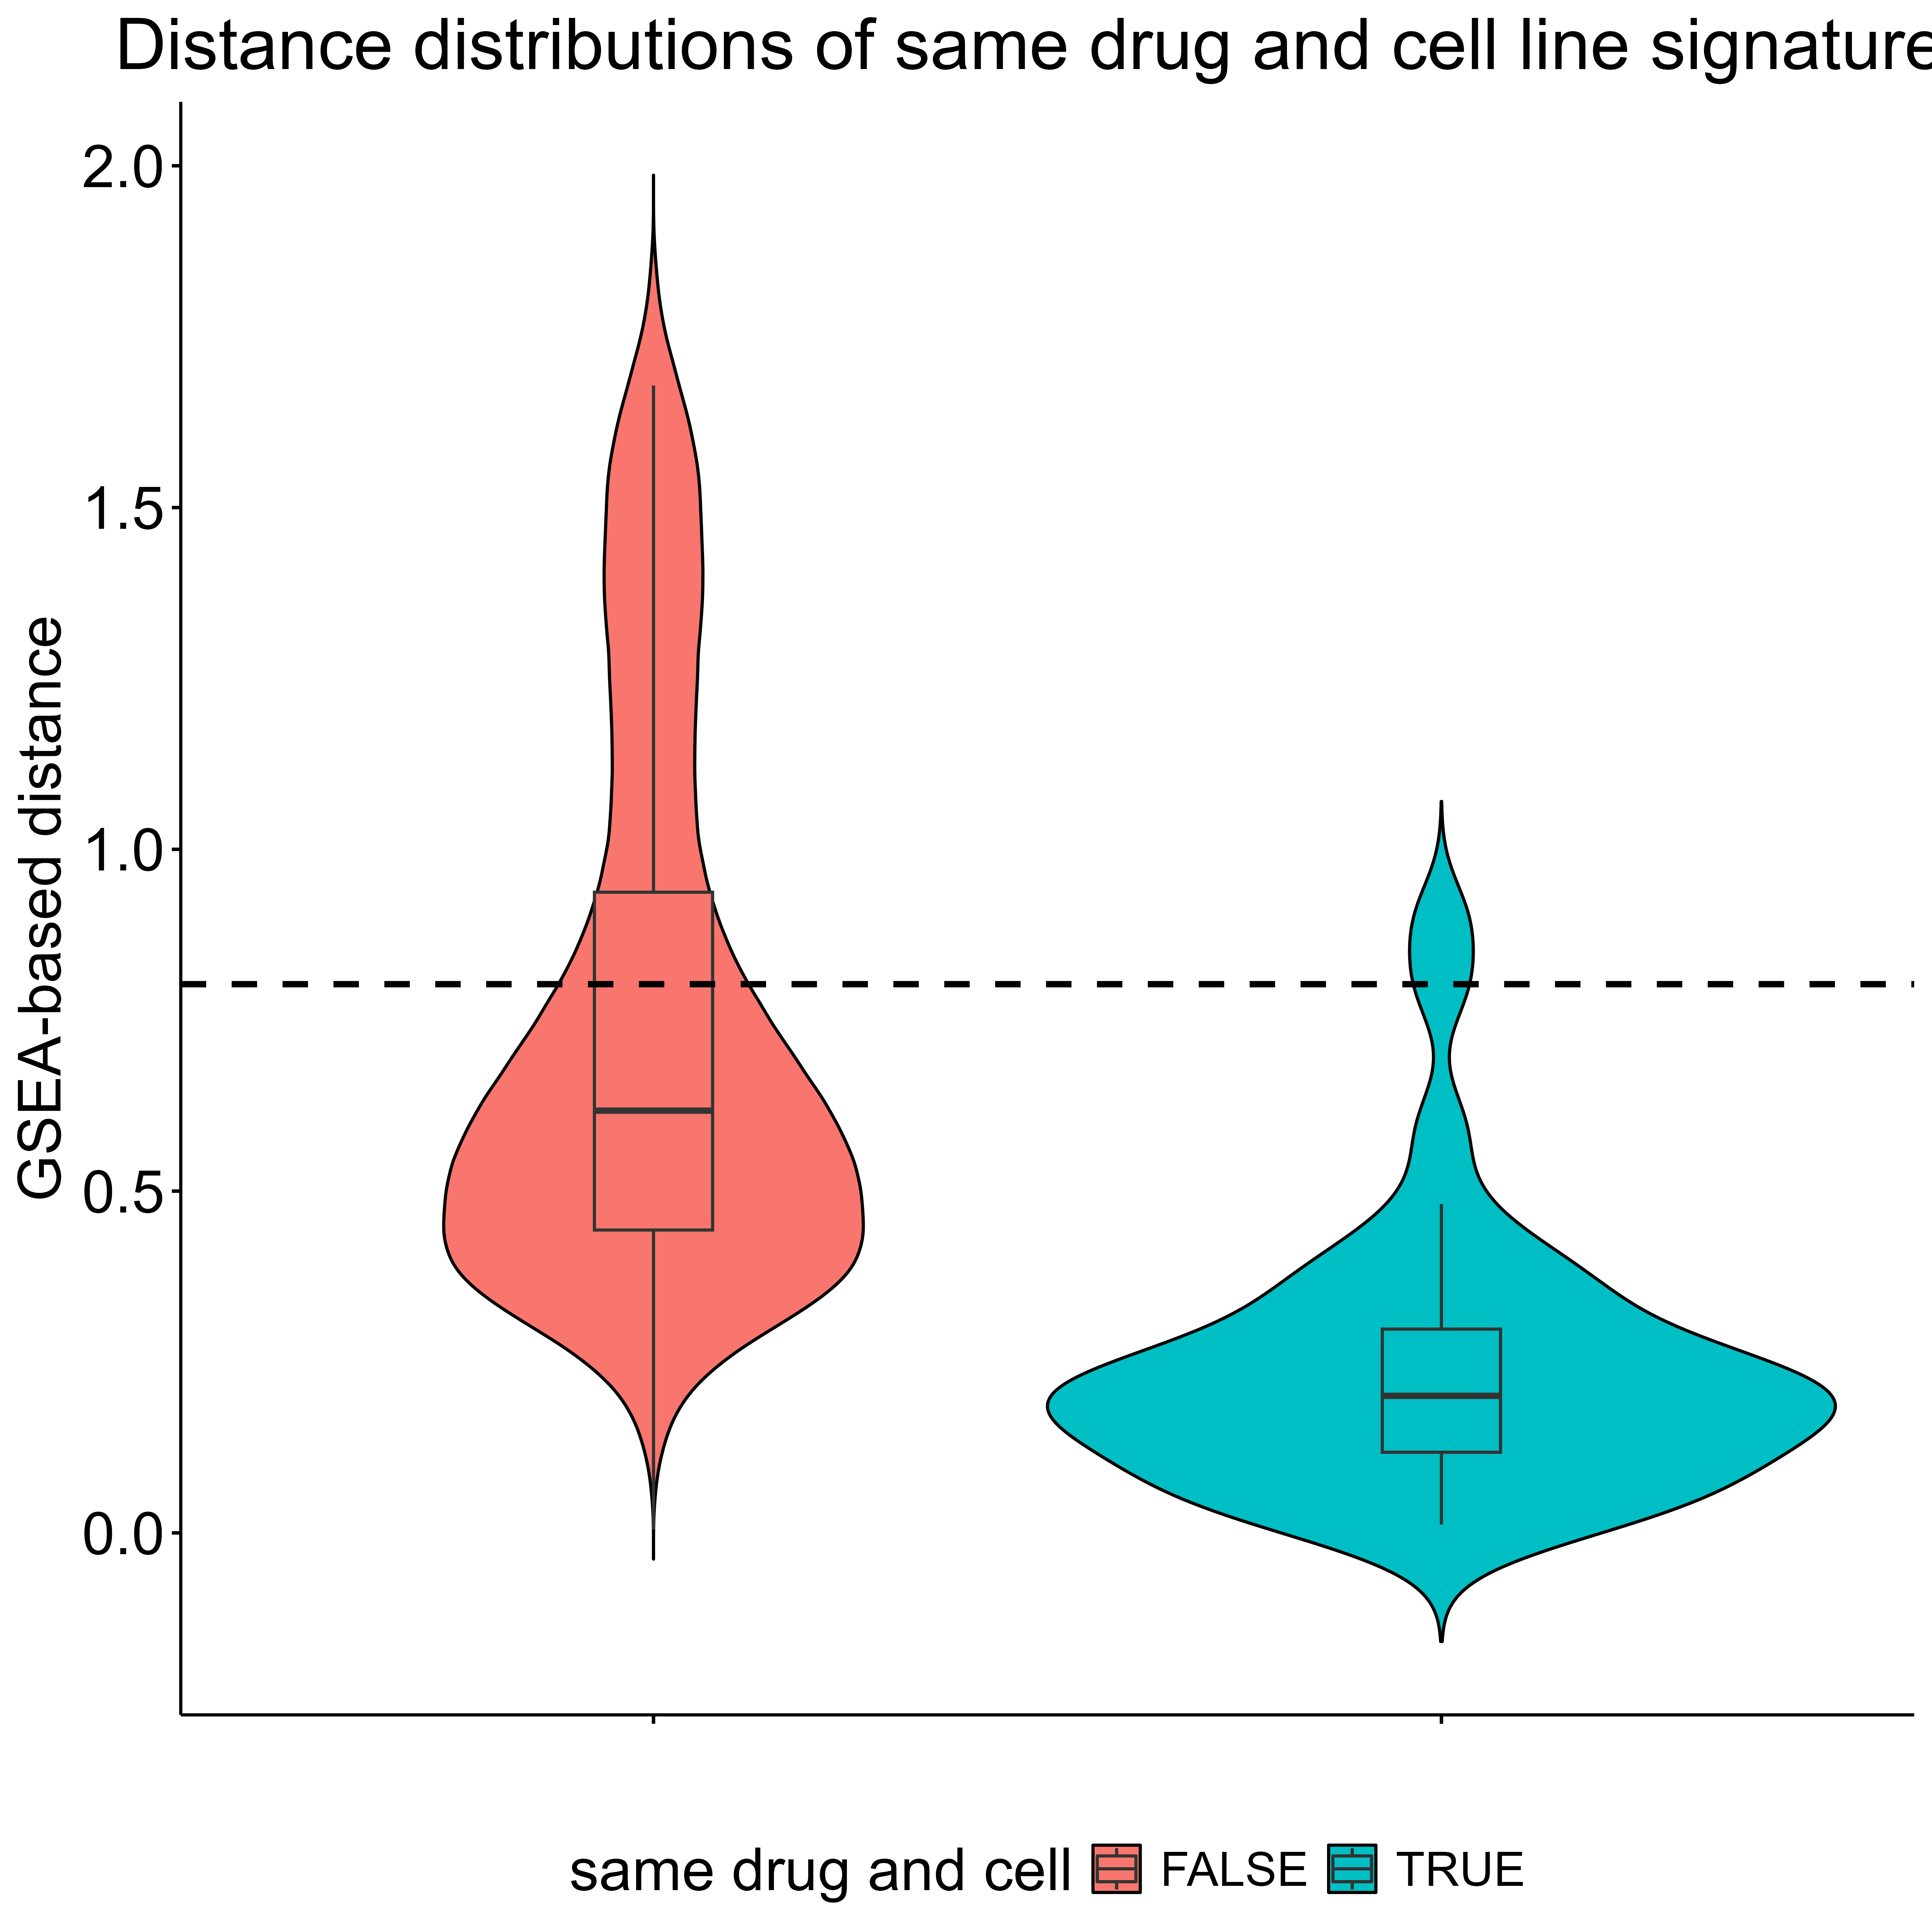 Distance distributions of same drug and cell line signature
2.0
1.5
1.0
0.5
0.0
GSEA-based distance
same drug and cell FALSE TRUE